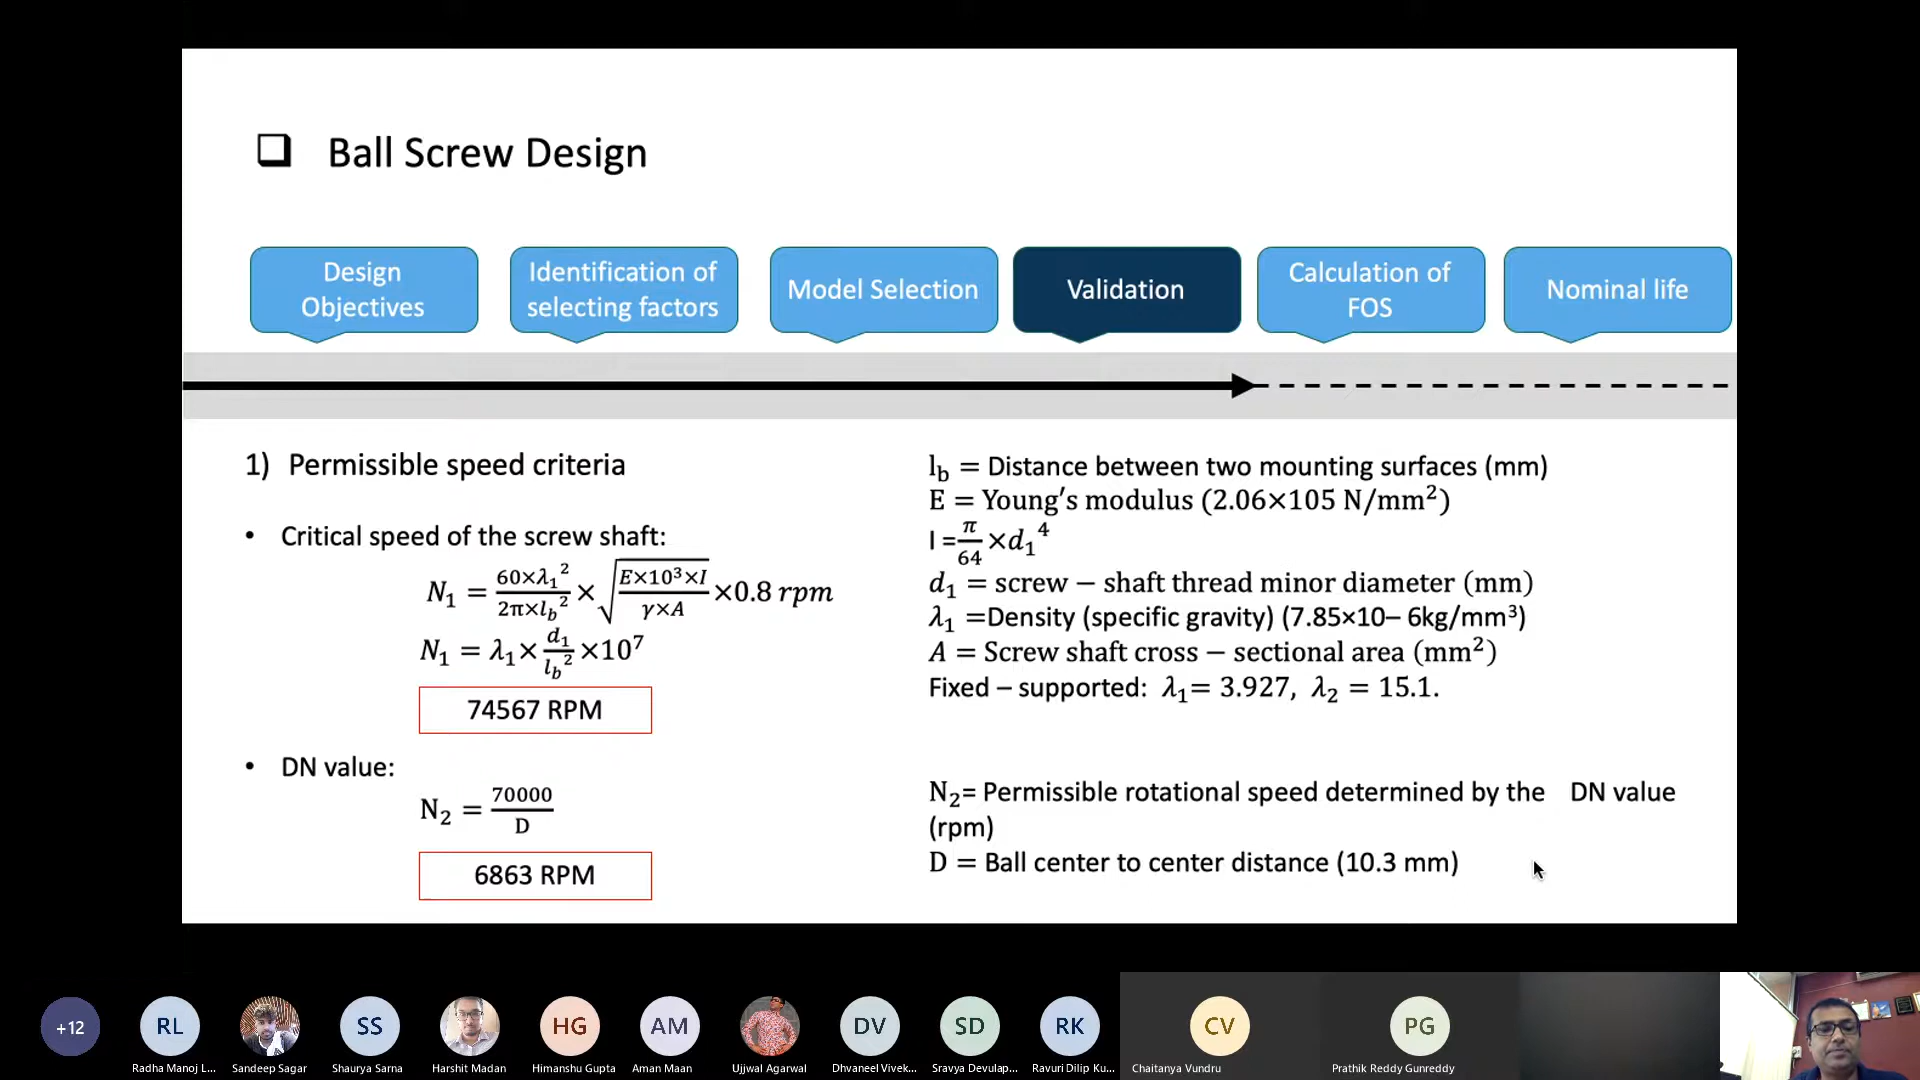 ❑ Ball Screw Design
Design
Objectives
Identification of
selecting factors
Model Selection
Validation
Calculation of
FOS
Nominal life
1) Permissible speed criteria
• Critical speed of the screw shaft:
N₁ = 60×λ₁² / 2π×l_b² × √(E×10³×I / γ×A) ×0.8 rpm
N₁ = λ₁× d₁ / l_b² ×10⁷
74567 RPM
• DN value:
N₂ = 70000 / D
6863 RPM
l_b = Distance between two mounting surfaces (mm)
E = Young's modulus (2.06×105 N/mm²)
I = π/64 ×d₁⁴
d₁ = screw − shaft thread minor diameter (mm)
λ₁ =Density (specific gravity) (7.85×10– 6kg/mm³)
A = Screw shaft cross − sectional area (mm²)
Fixed – supported: λ₁= 3.927, λ₂ = 15.1.
N₂= Permissible rotational speed determined by the DN value
(rpm)
D = Ball center to center distance (10.3 mm)
+12
RL
SS
HG
AM
DV
SD
RK
CV
PG
Radha Manoj L...
Sandeep Sagar
Shaurya Sarna
Harshit Madan
Himanshu Gupta
Aman Maan
Ujjwal Agarwal
Dhvaneel Vivek...
Sravya Devulap...
Ravuri Dilip Ku...
Chaitanya Vundru
Prathik Reddy Gunreddy